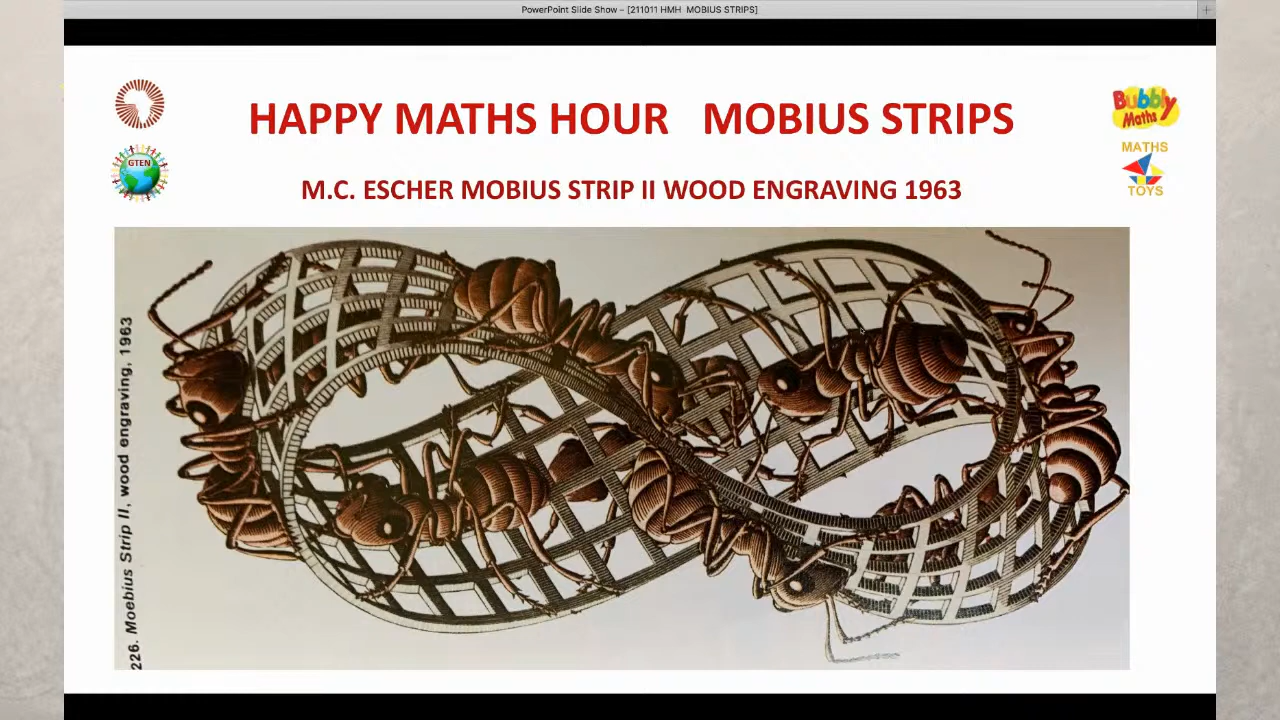 PowerPoint Slide Show – [211011 HMH MOBIUS STRIPS]
HAPPY MATHS HOUR MOBIUS STRIPS
M.C. ESCHER MOBIUS STRIP II WOOD ENGRAVING 1963
GTEN
Bubbly
Maths
MATHS
TOYS
226. Moebius Strip II, wood engraving, 1963